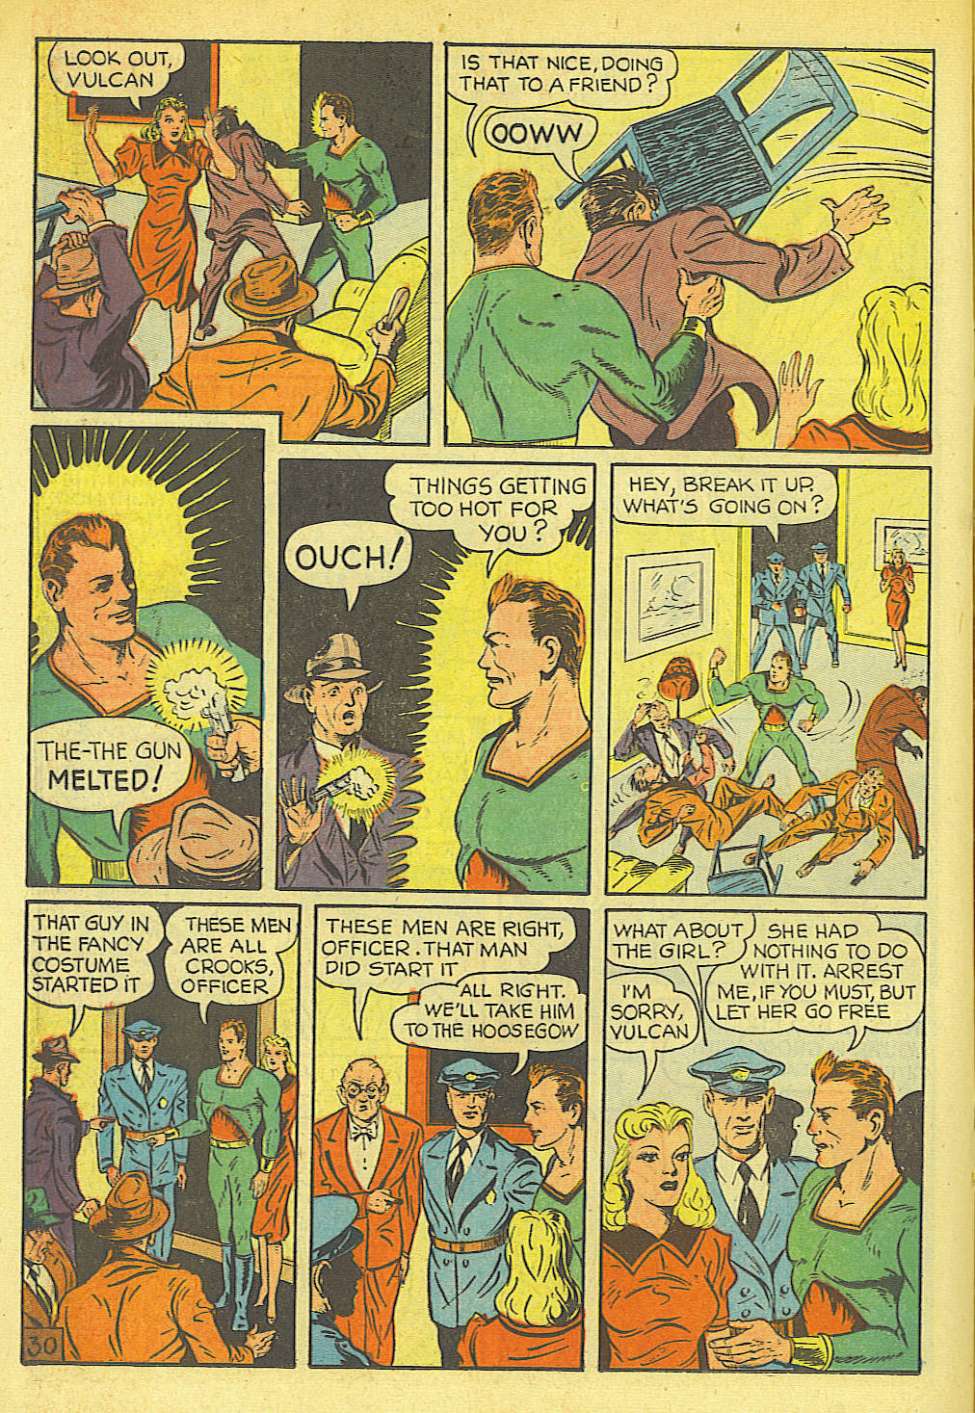 LOOK OUT,
VULCAN
IS THAT NICE, DOING
THAT TO A FRIEND?
OOWW
THE-THE GUN
MELTED!
OUCH!
THINGS GETTING
TOO HOT FOR
YOU?
HEY, BREAK IT UP.
WHAT'S GOING ON?
THAT GUY IN
THE FANCY
COSTUME
STARTED IT
THESE MEN
ARE ALL
CROOKS,
OFFICER
30
THESE MEN ARE RIGHT,
OFFICER. THAT MAN
DID START IT
ALL RIGHT.
WE'LL TAKE HIM
TO THE HOOSEGOW
WHAT ABOUT
THE GIRL?
I'M
SORRY,
VULCAN
SHE HAD
NOTHING TO DO
WITH IT. ARREST
ME, IF YOU MUST, BUT
LET HER GO FREE